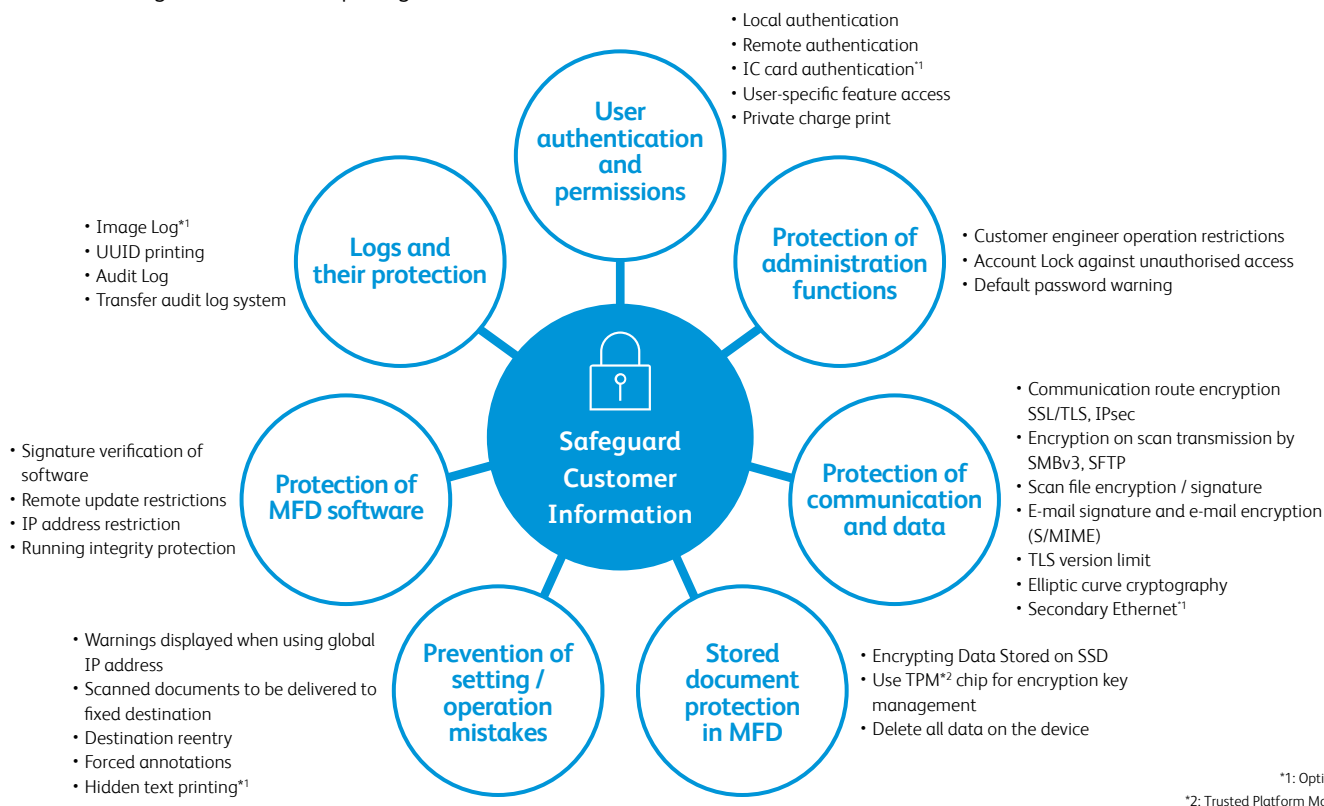 • Local authentication
• Remote authentication
• IC card authentication*1
• User-specific feature access
• Private charge print
User
authentication
and
permissions
• Image Log*1
• UUID printing
• Audit Log
• Transfer audit log system
Logs and
their protection
Protection of
administration
functions
• Customer engineer operation restrictions
• Account Lock against unauthorised access
• Default password warning
Safeguard
Customer
Information
• Signature verification of
software
• Remote update restrictions
• IP address restriction
• Running integrity protection
Protection of
MFD software
Protection of
communication
and data
• Communication route encryption
SSL/TLS, IPsec
• Encryption on scan transmission by
SMBv3, SFTP
• Scan file encryption / signature
• E-mail signature and e-mail encryption
(S/MIME)
• TLS version limit
• Elliptic curve cryptography
• Secondary Ethernet*1
• Warnings displayed when using global
IP address
• Scanned documents to be delivered to
fixed destination
• Destination reentry
• Forced annotations
• Hidden text printing*1
Prevention of
setting /
operation
mistakes
Stored
document
protection
in MFD
• Encrypting Data Stored on SSD
• Use TPM*2 chip for encryption key
management
• Delete all data on the device
*1: Opti
*2: Trusted Platform Mo